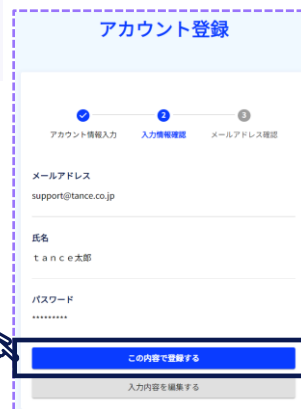 アカウント登録
2
3
アカウント情報入力
入力情報確認
メールアドレス確認
メールアドレス
support@tance.co.jp
氏名
ｔａｎｃｅ太郎
パスワード
*********
この内容で登録する
入力内容を編集する